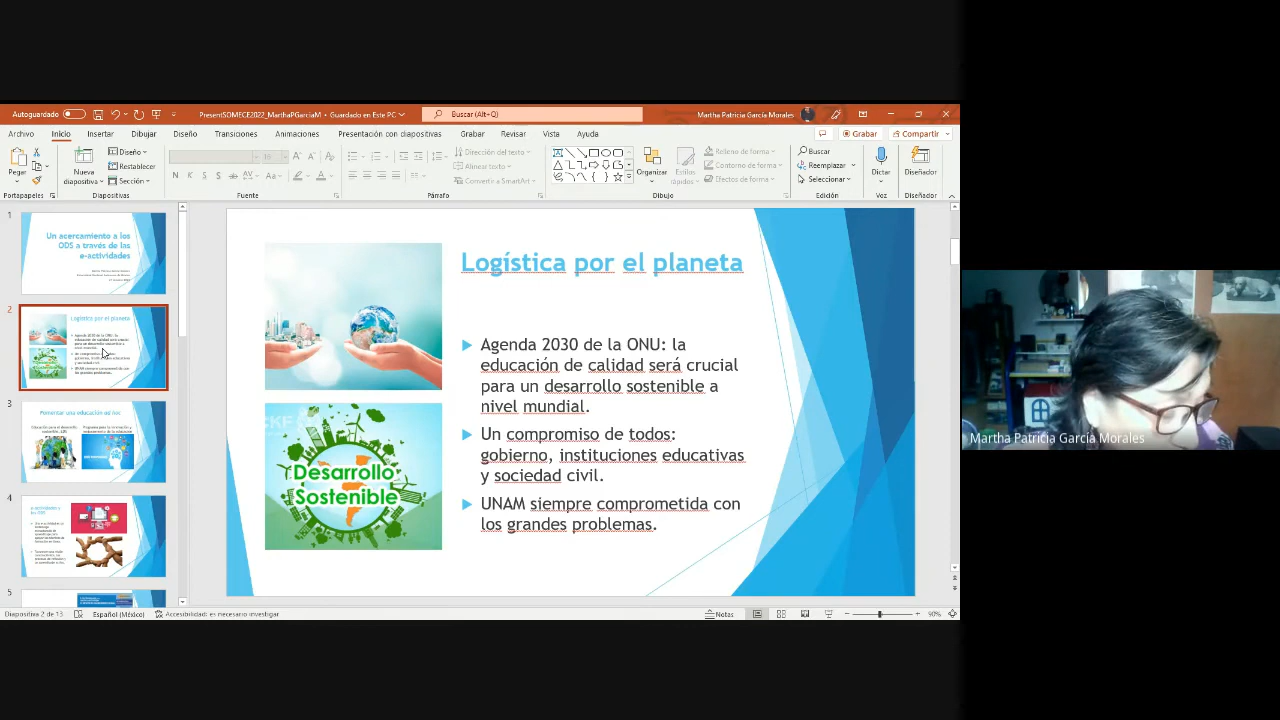 Autoguardado
PresentSOMECE2022_MarthaPGarciaM • Guardado en Este PC
Buscar (Alt+Q)
Martha Patricia García Morales
Archivo Inicio Insertar Dibujar Diseño Transiciones Animaciones Presentación con diapositivas Grabar Revisar Vista Ayuda
Grabar Compartir
Pegar
Nueva diapositiva
Diseño
Restablecer
Sección
N K S S ab AV Aa A
Dirección del texto
Alinear texto
Convertir a SmartArt
Organizar
Estilos rápidos
Relleno de forma
Contorno de forma
Efectos de forma
Buscar
Reemplazar
Seleccionar
Dictar
Diseñador
Portapapeles Diapositivas Fuente Párrafo Dibujo Edición Voz Diseñador
1
Un acercamiento a los
ODS a través de las
e-actividades
2
Logística por el planeta
3
Fomentar una educación ad hoc
4
e-actividades y
los ODS
5
Logística por el planeta
Agenda 2030 de la ONU: la
educación de calidad será crucial
para un desarrollo sostenible a
nivel mundial.
Un compromiso de todos:
gobierno, instituciones educativas
y sociedad civil.
UNAM siempre comprometida con
los grandes problemas.
Desarrollo
Sostenible
Martha Patricia García Morales
Diapositiva 2 de 13
Español (México)
Accesibilidad: es necesario investigar
Notas
90%